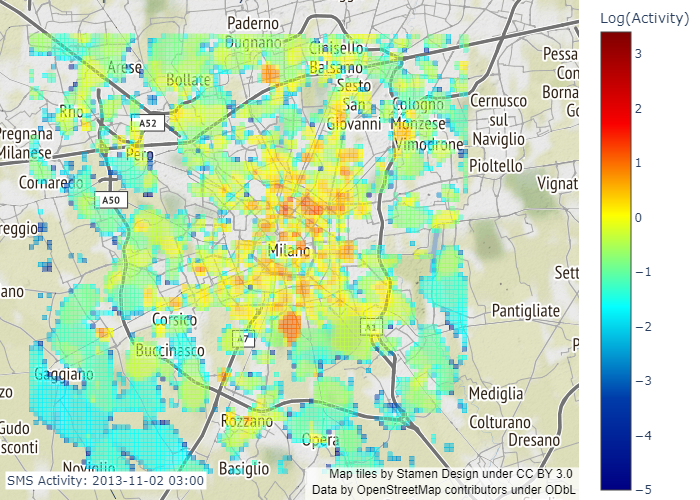 Log(Activity)
3
2
1
0
−1
−2
−3
−4
−5
Paderno
Dugnano
Cinisello
Balsamo
Arese
Bollate
Sesto
San
Giovanni
Pessa
Borna
Rho
A52
Cologno
Monzese
Cernusco
sul
Naviglio
Pregnana
Milanese
Pero
Vimodrone
Pioltello
Cornaredo
A50
Vignat
reggio
Milano
Sett
ano
Pantigliate
Corsico
A7
A1
Buccinasco
Gaggiano
zo
Mediglia
Rozzano
Colturano
Gudo
sconti
Opera
Dresano
Noviglio
Basiglio
SMS Activity: 2013-11-02 03:00
Map tiles by Stamen Design under CC BY 3.0
Data by OpenStreetMap contributors under ODbL